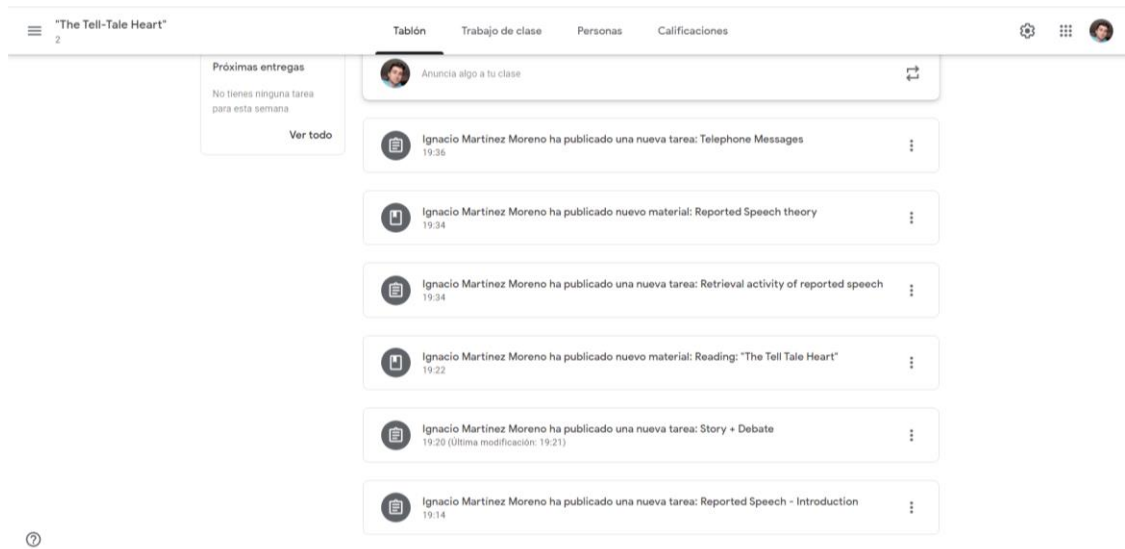 "The Tell-Tale Heart"
2
Tablón
Trabajo de clase
Personas
Calificaciones
Próximas entregas
No tienes ninguna tarea
para esta semana
Ver todo
Anuncia algo a tu clase
Ignacio Martínez Moreno ha publicado una nueva tarea: Telephone Messages
19:36
Ignacio Martínez Moreno ha publicado nuevo material: Reported Speech theory
19:34
Ignacio Martínez Moreno ha publicado una nueva tarea: Retrieval activity of reported speech
19:34
Ignacio Martínez Moreno ha publicado nuevo material: Reading: "The Tell Tale Heart"
19:22
Ignacio Martínez Moreno ha publicado una nueva tarea: Story + Debate
19:20 (Última modificación: 19:21)
Ignacio Martínez Moreno ha publicado una nueva tarea: Reported Speech - Introduction
19:14